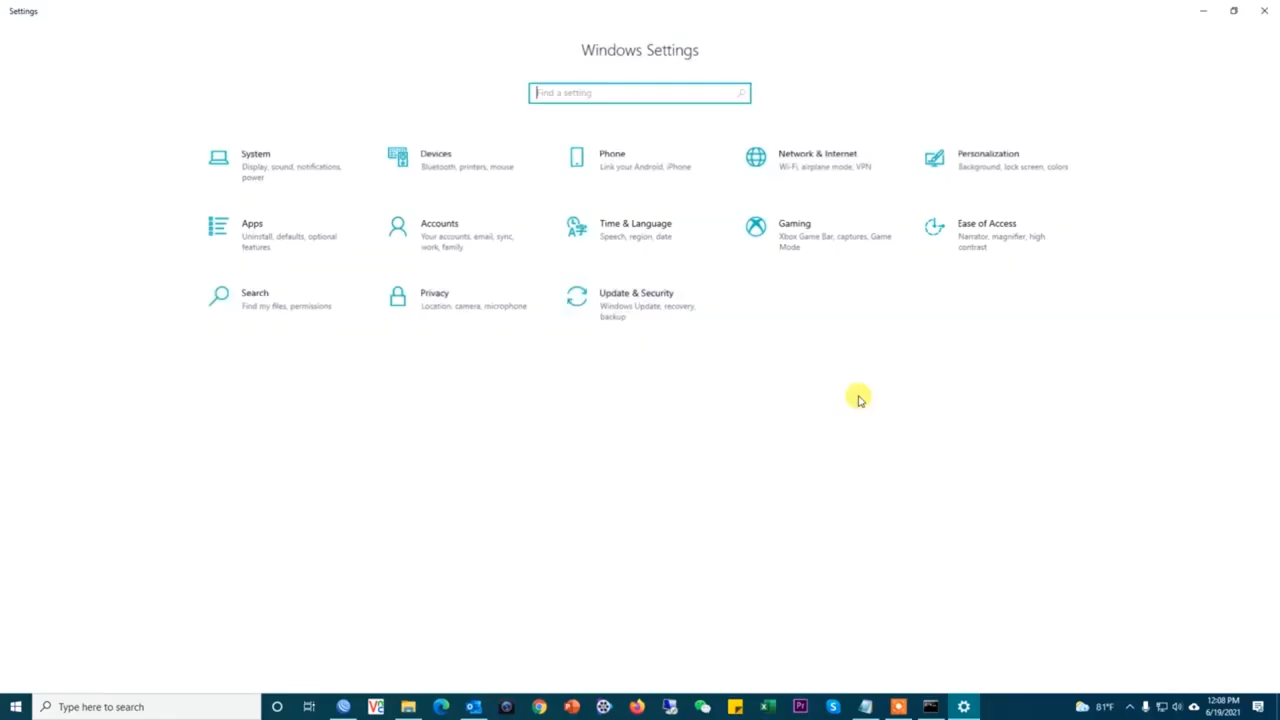 Settings
Windows Settings
Find a setting
System
Display, sound, notifications,
power
Devices
Bluetooth, printers, mouse
Phone
Link your Android, iPhone
Network & Internet
Wi-Fi, airplane mode, VPN
Personalization
Background, lock screen, colors
Apps
Uninstall, defaults, optional
features
Accounts
Your accounts, email, sync,
work, family
Time & Language
Speech, region, date
Gaming
Xbox Game Bar, captures, Game
Mode
Ease of Access
Narrator, magnifier, high
contrast
Search
Find my files, permissions
Privacy
Location, camera, microphone
Update & Security
Windows Update, recovery,
backup
Type here to search
81°F
12:08 PM
6/19/2021